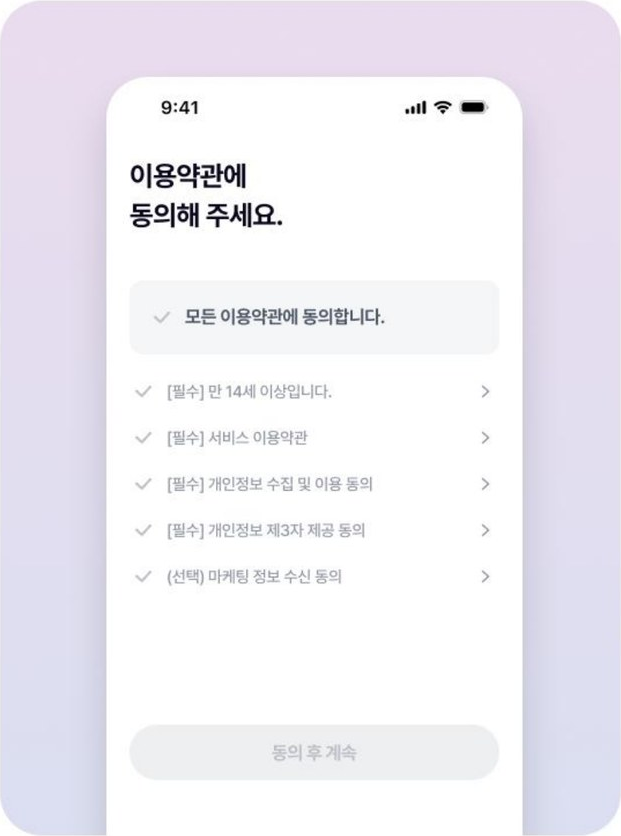 9:41
이용약관에
동의해 주세요.
모든 이용약관에 동의합니다.
[필수] 만 14세 이상입니다.
[필수] 서비스 이용약관
[필수] 개인정보 수집 및 이용 동의
[필수] 개인정보 제3자 제공 동의
(선택) 마케팅 정보 수신 동의
동의 후 계속